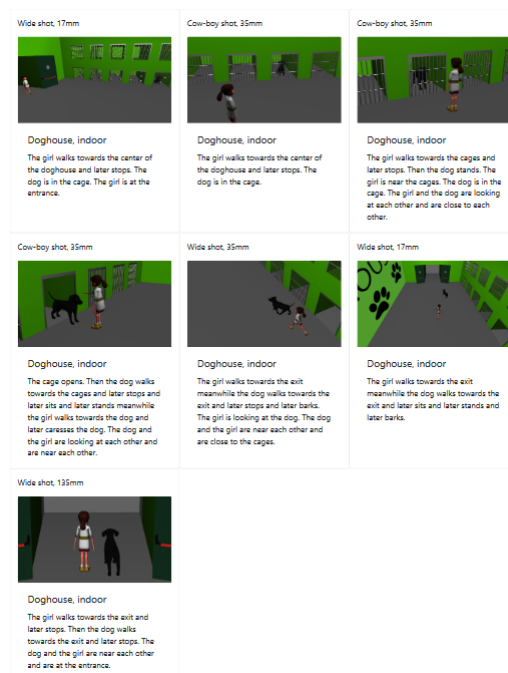 Wide shot, 17mm
Doghouse, indoor
The girl walks towards the center of
the doghouse and later stops. The
dog is in the cage. The girl is at the
entrance.
Cow-boy shot, 35mm
Doghouse, indoor
The girl walks towards the center of
the doghouse and later stops. The
dog is in the cage.
Cow-boy shot, 35mm
Doghouse, indoor
The girl walks towards the cages and
later stops. Then the dog stands. The
girl is near the cages. The dog is in the
cage. The girl and the dog are looking
at each other and are close to each
other.
Cow-boy shot, 35mm
Doghouse, indoor
The cage opens. Then the dog walks
towards the cages and later stops and
later sits and later stands meanwhile
the girl walks towards the dog and
later caresses the dog. The dog and
the girl are looking at each other and
are near each other.
Wide shot, 35mm
Doghouse, indoor
The girl walks towards the exit
meanwhile the dog walks towards the
exit and later stops and later barks.
The girl is looking at the dog. The dog
and the girl are near each other and
are close to the cages.
Wide shot, 17mm
Doghouse, indoor
The girl walks towards the exit
meanwhile the dog walks towards the
exit and later sits and later stands and
later barks.
Wide shot, 135mm
Doghouse, indoor
The girl walks towards the exit and
later stops. Then the dog walks
towards the exit and later stops. The
dog and the girl are near each other
and are at the entrance.